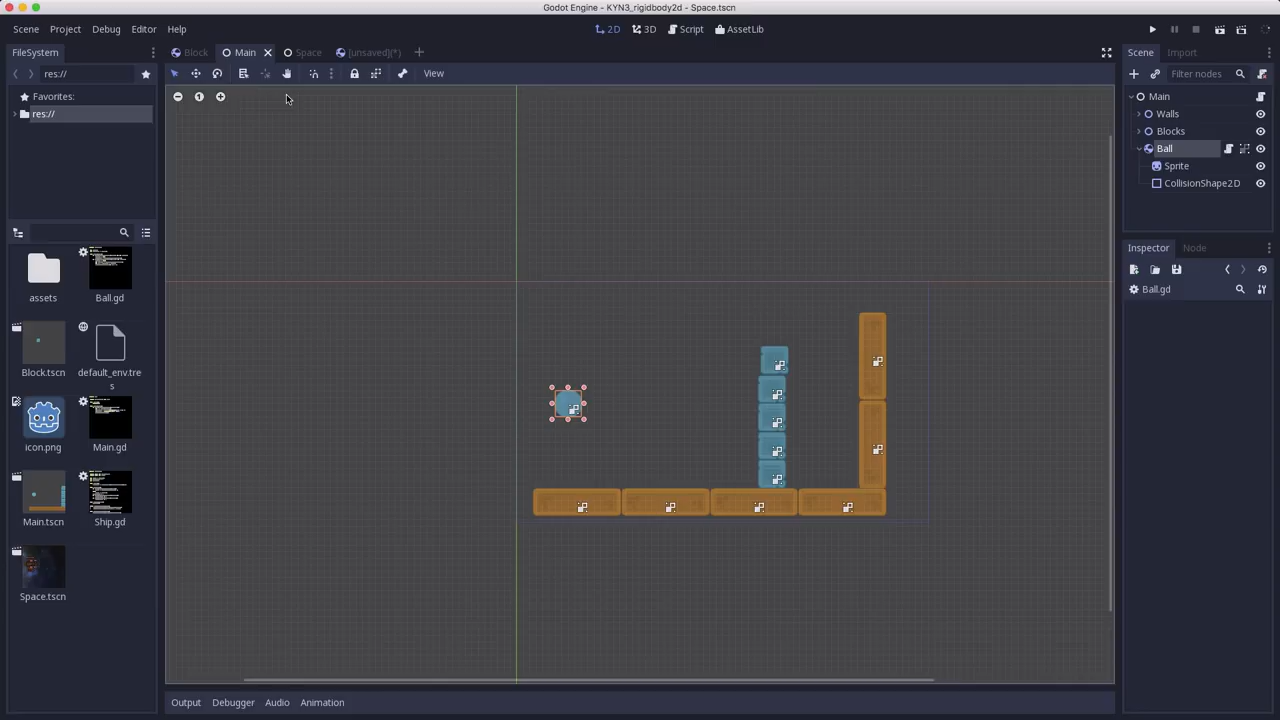 Godot Engine - KYN3_rigidbody2d - Space.tscn
Scene Project Debug Editor Help
2D 3D Script AssetLib
FileSystem
Block Main Space [unsaved](*)
Scene Import
res://
View
Filter nodes
Favorites:
res://
Main
Walls
Blocks
Ball
Sprite
CollisionShape2D
Inspector Node
Ball.gd
assets Ball.gd
Block.tscn default_env.tres
icon.png Main.gd
Main.tscn Ship.gd
Space.tscn
Output Debugger Audio Animation